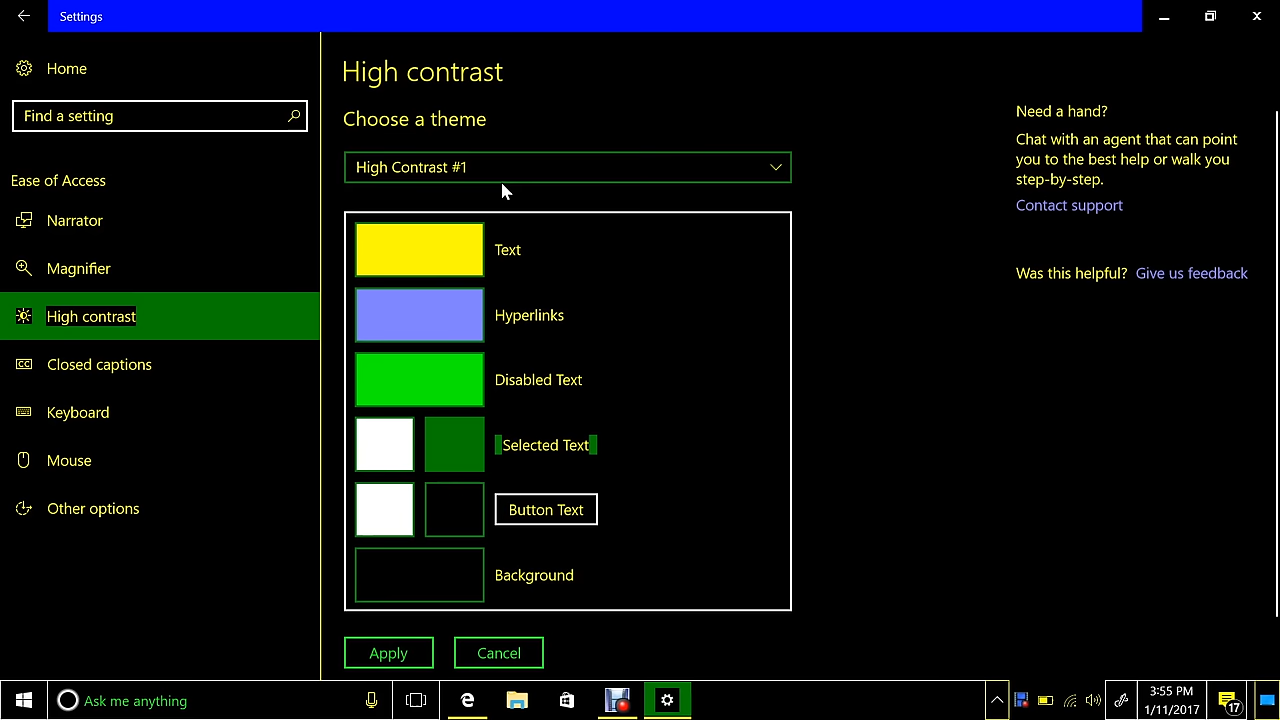 Settings
Home
Find a setting
Ease of Access
Narrator
Magnifier
High contrast
Closed captions
Keyboard
Mouse
Other options
High contrast
Choose a theme
High Contrast #1
Text
Hyperlinks
Disabled Text
Selected Text
Button Text
Background
Apply
Cancel
Need a hand?
Chat with an agent that can point
you to the best help or walk you
step-by-step.
Contact support
Was this helpful? Give us feedback
Ask me anything
3:55 PM
1/11/2017
17